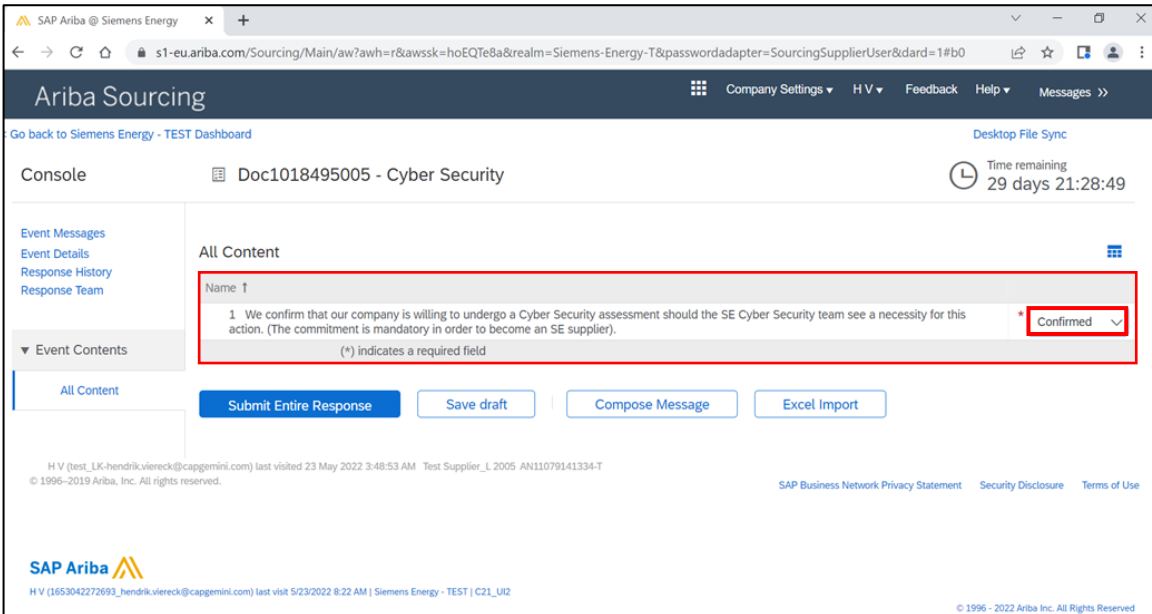 SAP Ariba @ Siemens Energy
s1-eu.ariba.com/Sourcing/Main/aw?awh=r&awssk=hoEQTe8a&realm=Siemens-Energy-T&passwordadapter=SourcingSupplierUser&dard=1#b0
Ariba Sourcing
Company Settings ▾ H V ▾ Feedback Help ▾ Messages >>
Go back to Siemens Energy - TEST Dashboard
Desktop File Sync
Console
Doc1018495005 - Cyber Security
Time remaining
29 days 21:28:49
Event Messages
Event Details
Response History
Response Team
▼ Event Contents
All Content
All Content
Name ↑
1 We confirm that our company is willing to undergo a Cyber Security assessment should the SE Cyber Security team see a necessity for this
action. (The commitment is mandatory in order to become an SE supplier).
* Confirmed
(*) indicates a required field
Submit Entire Response
Save draft
Compose Message
Excel Import
H V (test_LK-hendrik.viereck@capgemini.com) last visited 23 May 2022 3:48:53 AM Test Supplier_L 2005 AN11079141334-T
© 1996–2019 Ariba, Inc. All rights reserved.
SAP Business Network Privacy Statement Security Disclosure Terms of Use
SAP Ariba
H V (1653042272693_hendrik.viereck@capgemini.com) last visit 5/23/2022 8:22 AM | Siemens Energy - TEST | C21_UI2
© 1996 - 2022 Ariba Inc. All Rights Reserved